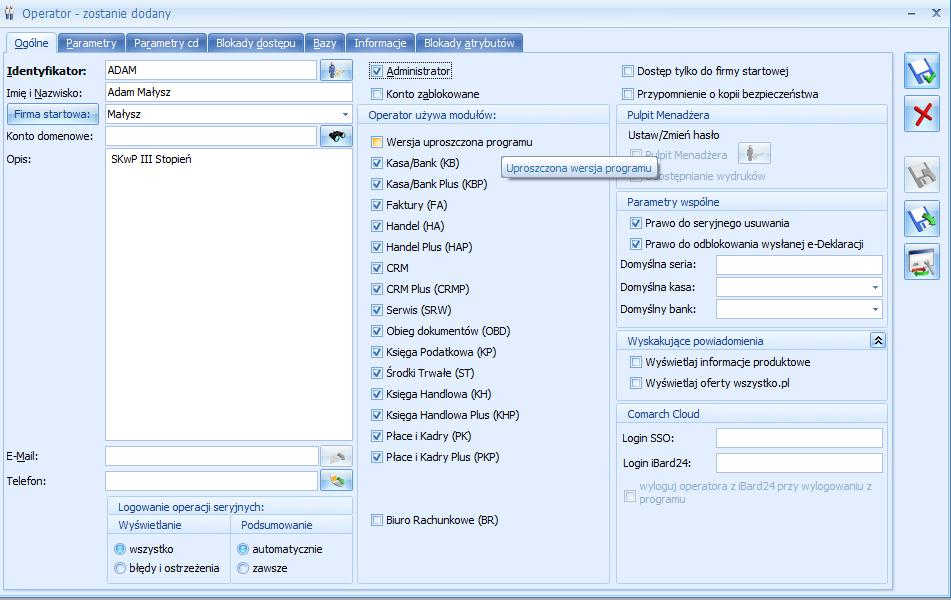 Operator - zostanie dodany
Ogólne Parametry Parametry cd Blokady dostępu Bazy Informacje Blokady atrybutów
Identyfikator: ADAM
Imię i Nazwisko: Adam Małysz
Firma startowa: Małysz
Konto domenowe:
Opis: SKwP III Stopień
E-Mail:
Telefon:
Logowanie operacji seryjnych:
Wyświetlanie Podsumowanie
wszystko automatycznie
błędy i ostrzeżenia zawsze
Administrator
Konto zablokowane
Operator używa modułów:
Wersja uproszczona programu
Uproszczona wersja programu
Kasa/Bank (KB)
Kasa/Bank Plus (KBP)
Faktury (FA)
Handel (HA)
Handel Plus (HAP)
CRM
CRM Plus (CRMP)
Serwis (SRW)
Obieg dokumentów (OBD)
Księga Podatkowa (KP)
Środki Trwałe (ST)
Księga Handlowa (KH)
Księga Handlowa Plus (KHP)
Płace i Kadry (PK)
Płace i Kadry Plus (PKP)
Biuro Rachunkowe (BR)
Dostęp tylko do firmy startowej
Przypomnienie o kopii bezpieczeństwa
Pulpit Menadżera
Ustaw/Zmień hasło
Pulpit Menadżera
Udostępnianie wydruków
Parametry wspólne
Prawo do seryjnego usuwania
Prawo do odblokowania wysłanej e-Deklaracji
Domyślna seria:
Domyślna kasa:
Domyślny bank:
Wyskakujące powiadomienia
Wyświetlaj informacje produktowe
Wyświetlaj oferty wszystko.pl
Comarch Cloud
Login SSO:
Login iBard24:
wyloguj operatora z iBard24 przy wylogowaniu z
programu